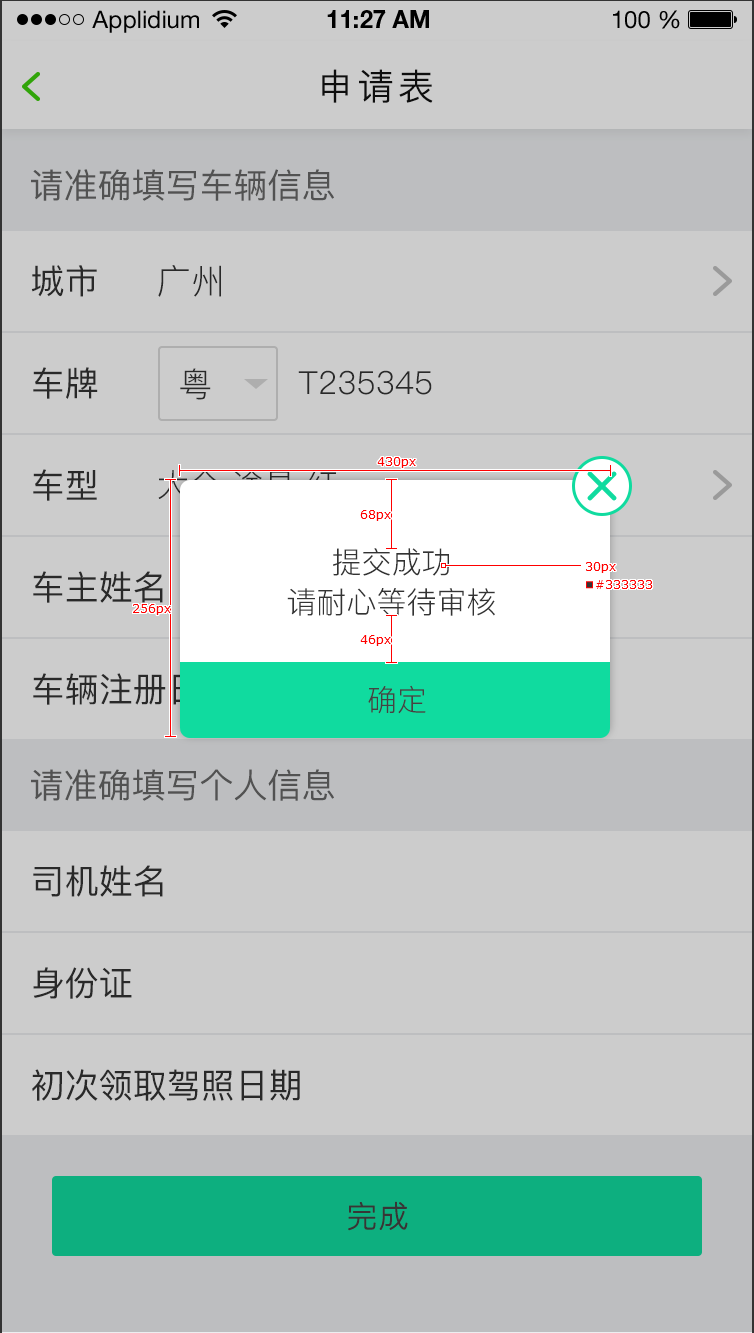 Applidium 11:27 AM 100 %
申请表
请准确填写车辆信息
城市 广州
车牌 粤 T235345
430px
车型
68px
提交成功 30px
#333333
车主姓名
请耐心等待审核
256px
46px
车辆注册
确定
请准确填写个人信息
司机姓名
身份证
初次领取驾照日期
完成